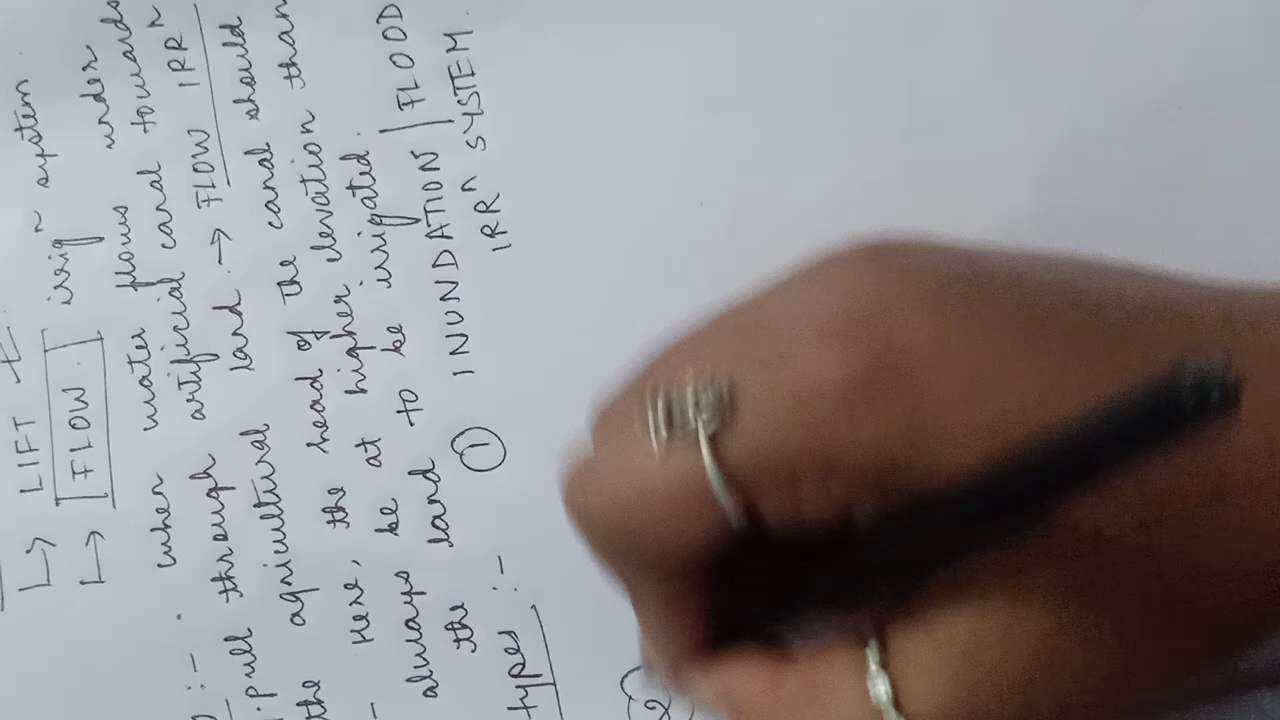 ↳ LIFT
↳ FLOW. irrigⁿ system.
:- · when water flows under
pull through artificial canal towards
the agricultural land. → FLOW IRRⁿ
- Here, the head of the canal should
always be at higher elevation than
the land to be irrigated.
types :- ① INUNDATION | FLOOD
IRRⁿ SYSTEM.
2